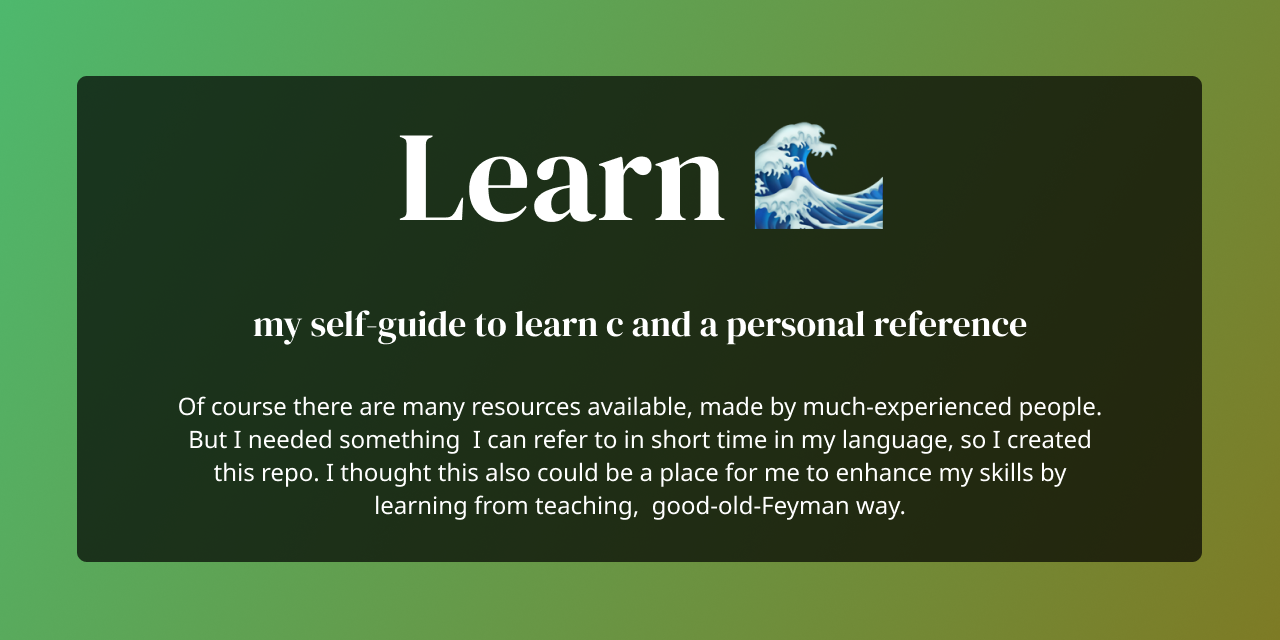 Learn 🌊
my self-guide to learn c and a personal reference
Of course there are many resources available, made by much-experienced people.
But I needed something  I can refer to in short time in my language, so I created
this repo. I thought this also could be a place for me to enhance my skills by
learning from teaching,  good-old-Feyman way.